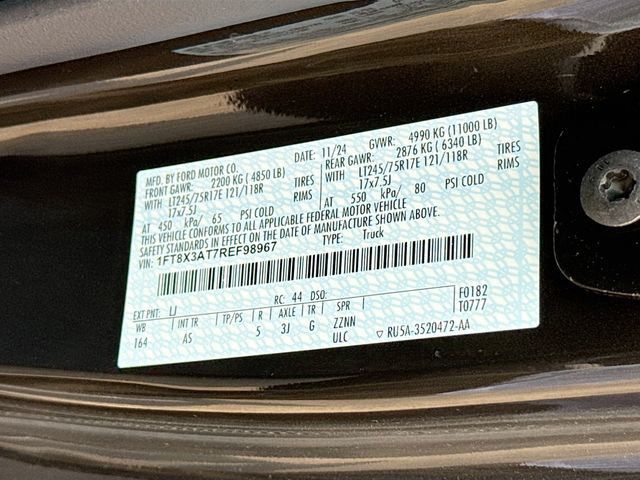 MFD. BY FORD MOTOR CO.
DATE: 11/24 GVWR: 4990 KG (11000 LB)
FRONT GAWR: 2200 KG ( 4850 LB) REAR GAWR: 2876 KG ( 6340 LB)
WITH LT245/75R17E 121/118R TIRES WITH LT245/75R17E 121/118R TIRES
17x7.5J RIMS 17x7.5J RIMS
AT 450 kPa/ 65 PSI COLD AT 550 kPa/ 80 PSI COLD
THIS VEHICLE CONFORMS TO ALL APPLICABLE FEDERAL MOTOR VEHICLE
SAFETY STANDARDS IN EFFECT ON THE DATE OF MANUFACTURE SHOWN ABOVE.
VIN: 1FT8X3AT7REF98967 TYPE: Truck
EXT PNT: UJ RC: 44 DSO: F0182
WB INT TR TP/PS R AXLE TR SPR T0777
164 AS 5 3J G ZZNN
ULC ▽ RU5A-3520472-AA